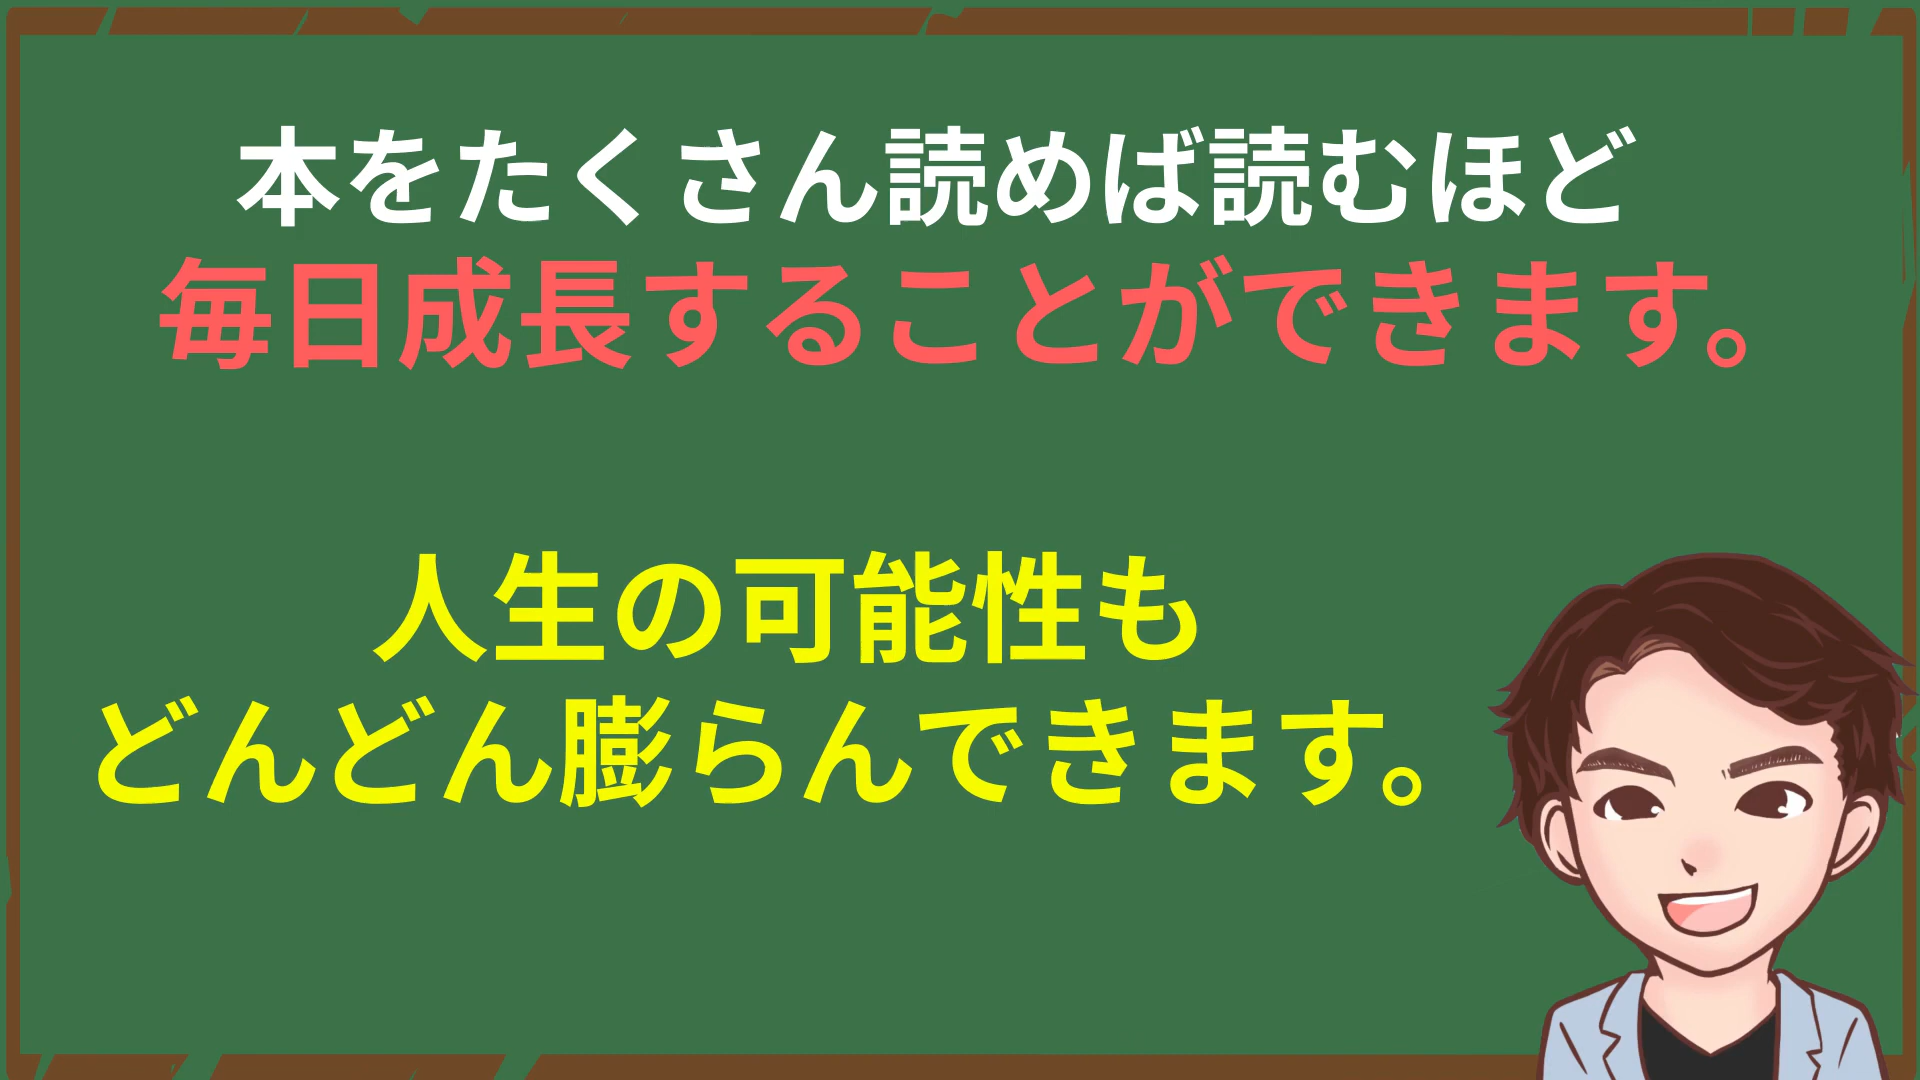 本をたくさん読めば読むほど
毎日成長することができます。
人生の可能性も
どんどん膨らんできます。